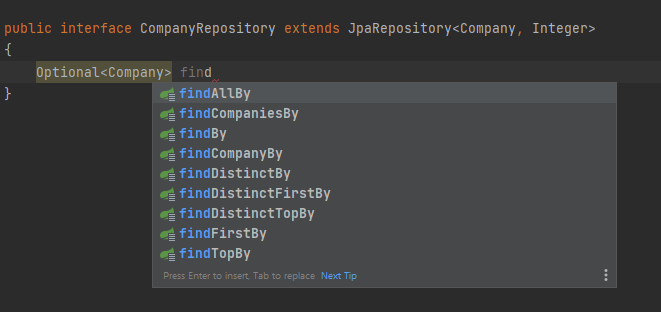 public interface CompanyRepository extends JpaRepository<Company, Integer>
{
Optional<Company> find
}
findAllBy
findCompaniesBy
findBy
findCompanyBy
findDistinctBy
findDistinctFirstBy
findDistinctTopBy
findFirstBy
findTopBy
Press Enter to insert, Tab to replace Next Tip